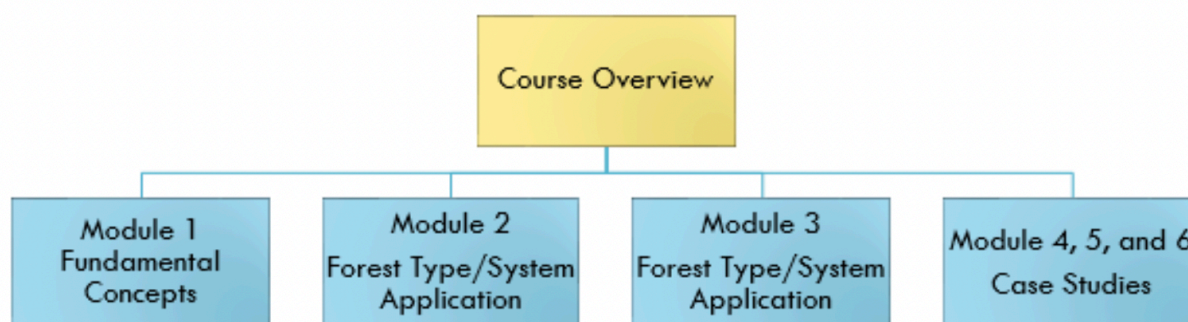 Course Overview
Module 1
Fundamental
Concepts
Module 2
Forest Type/System
Application
Module 3
Forest Type/System
Application
Module 4, 5, and 6
Case Studies